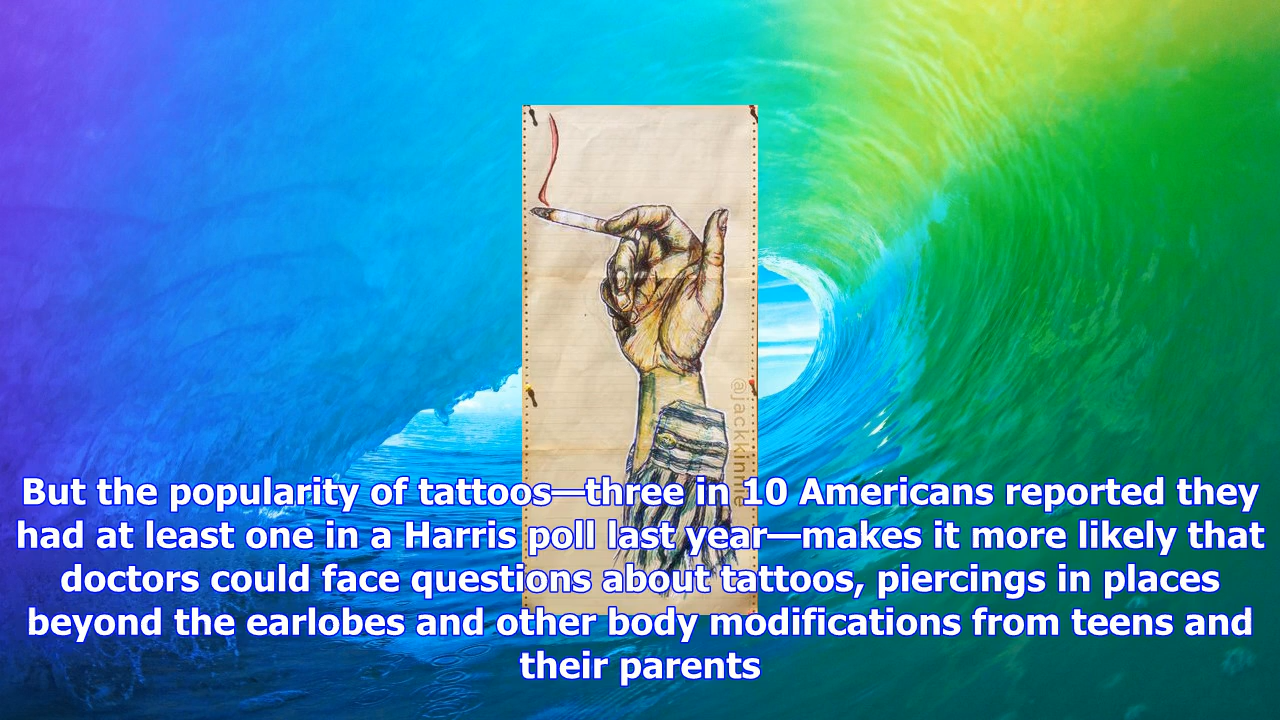 @jackkinn
But the popularity of tattoos—three in 10 Americans reported they
had at least one in a Harris poll last year—makes it more likely that
doctors could face questions about tattoos, piercings in places
beyond the earlobes and other body modifications from teens and
their parents